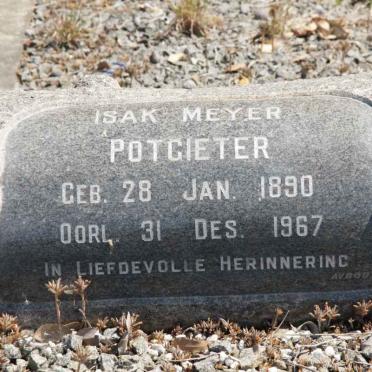 ISAK MEYER
POTGIETER
GEB. 28 JAN. 1890
OORL 31 DES. 1967
IN LIEFDEVOLLE HERINNERING